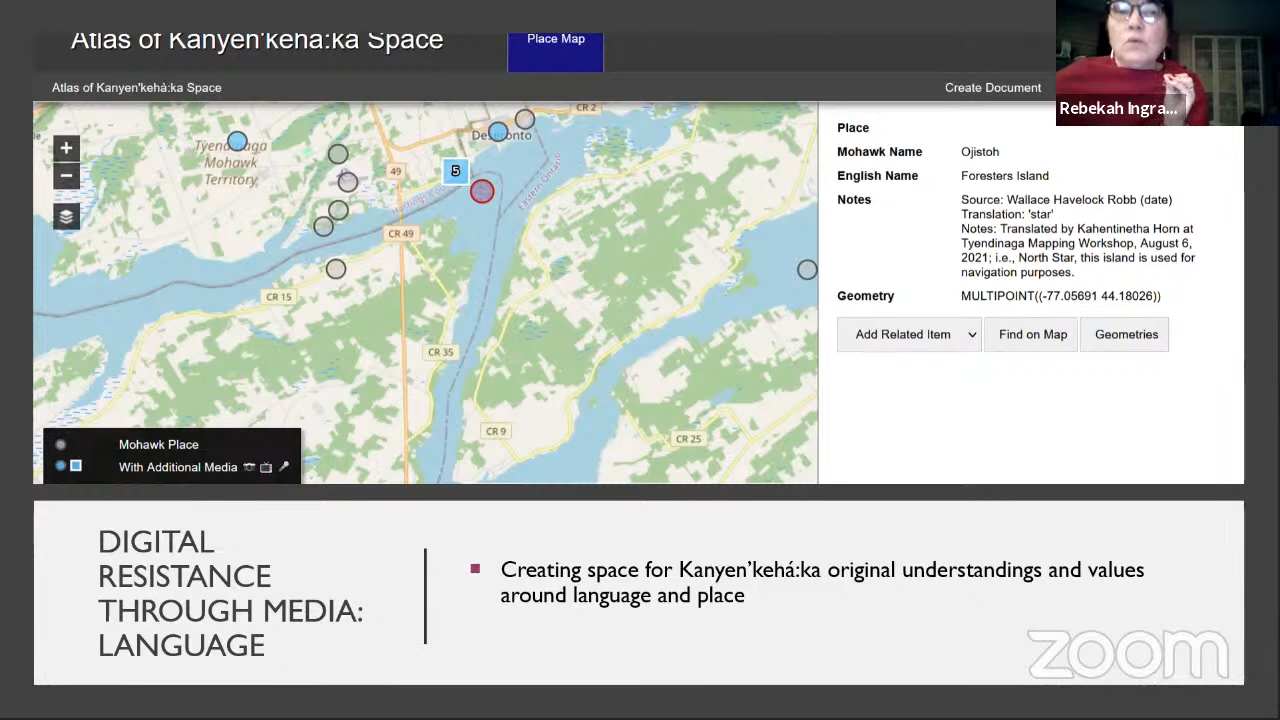 Atlas of Kanyen'kehà:ka Space
Place Map
Rebekah Ingra...
Atlas of Kanyen'kehà:ka Space
Create Document
CR 2
Deseronto
Tyendinaga
Mohawk
Territory
49
5
Hastings
Eastern Ontario
CR 49
CR 15
CR 35
CR 9
CR 25
+
−
Mohawk Place
With Additional Media
Place
Mohawk Name Ojistoh
English Name Foresters Island
Notes Source: Wallace Havelock Robb (date)
Translation: 'star'
Notes: Translated by Kahentinetha Horn at
Tyendinaga Mapping Workshop, August 6,
2021; i.e., North Star, this island is used for
navigation purposes.
Geometry MULTIPOINT((-77.05691 44.18026))
Add Related Item Find on Map Geometries
DIGITAL
RESISTANCE
THROUGH MEDIA:
LANGUAGE
Creating space for Kanyen’kehá:ka original understandings and values
around language and place
zoom